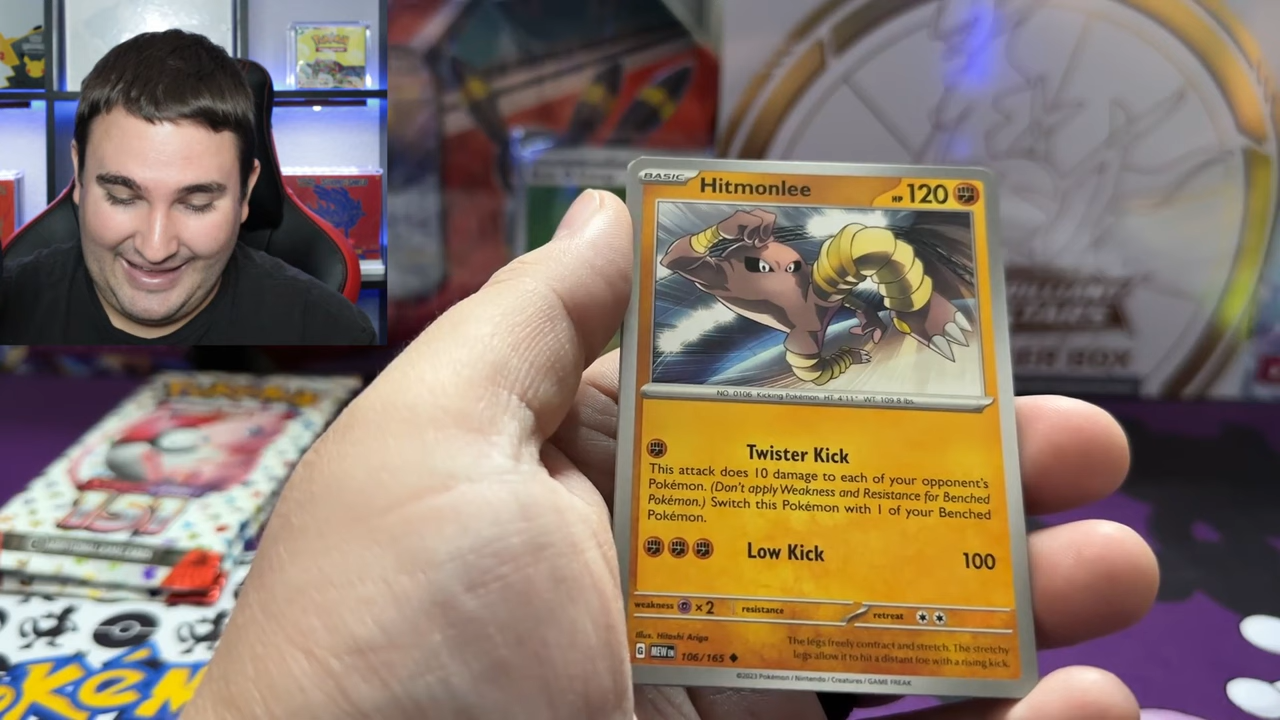 BASIC
Hitmonlee
HP 120
NO. 0106 Kicking Pokémon HT: 4'11" WT: 109.8 lbs.
Twister Kick
This attack does 10 damage to each of your opponent's
Pokémon. (Don't apply Weakness and Resistance for Benched
Pokémon.) Switch this Pokémon with 1 of your Benched
Pokémon.
Low Kick 100
weakness ×2 resistance retreat
Illus. Hitoshi Ariga
G MEW EN 106/165
The legs freely contract and stretch. The stretchy
legs allow it to hit a distant foe with a rising kick.
©2023 Pokémon / Nintendo / Creatures / GAME FREAK
POKÉMON
151
POKÉM